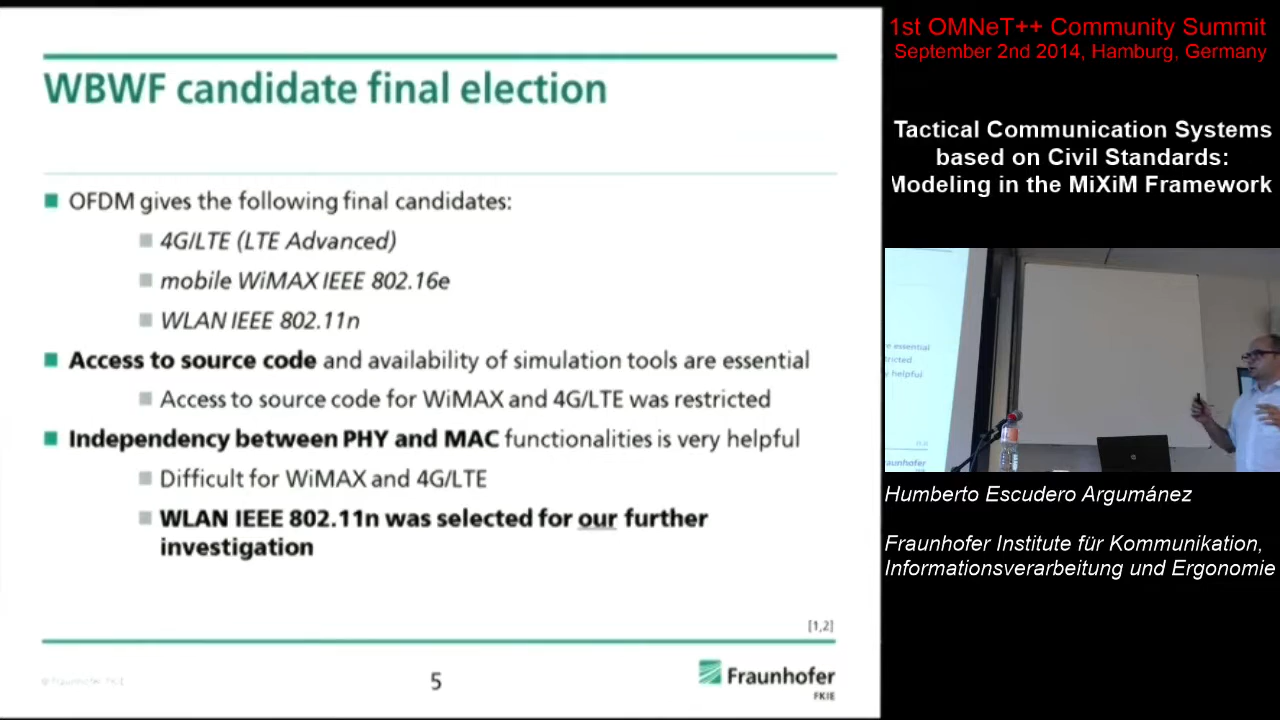 WBWF candidate final election
OFDM gives the following final candidates:
4G/LTE (LTE Advanced)
mobile WiMAX IEEE 802.16e
WLAN IEEE 802.11n
Access to source code and availability of simulation tools are essential
Access to source code for WiMAX and 4G/LTE was restricted
Independency between PHY and MAC functionalities is very helpful
Difficult for WiMAX and 4G/LTE
WLAN IEEE 802.11n was selected for our further
investigation
[1,2]
5
Fraunhofer
FKIE
1st OMNeT++ Community Summit
September 2nd 2014, Hamburg, Germany
Tactical Communication Systems
based on Civil Standards:
Modeling in the MiXiM Framework
e essential
tricted
helpful
aunhofer
Humberto Escudero Argumánez
Fraunhofer Institute für Kommunikation,
Informationsverarbeitung und Ergonomie